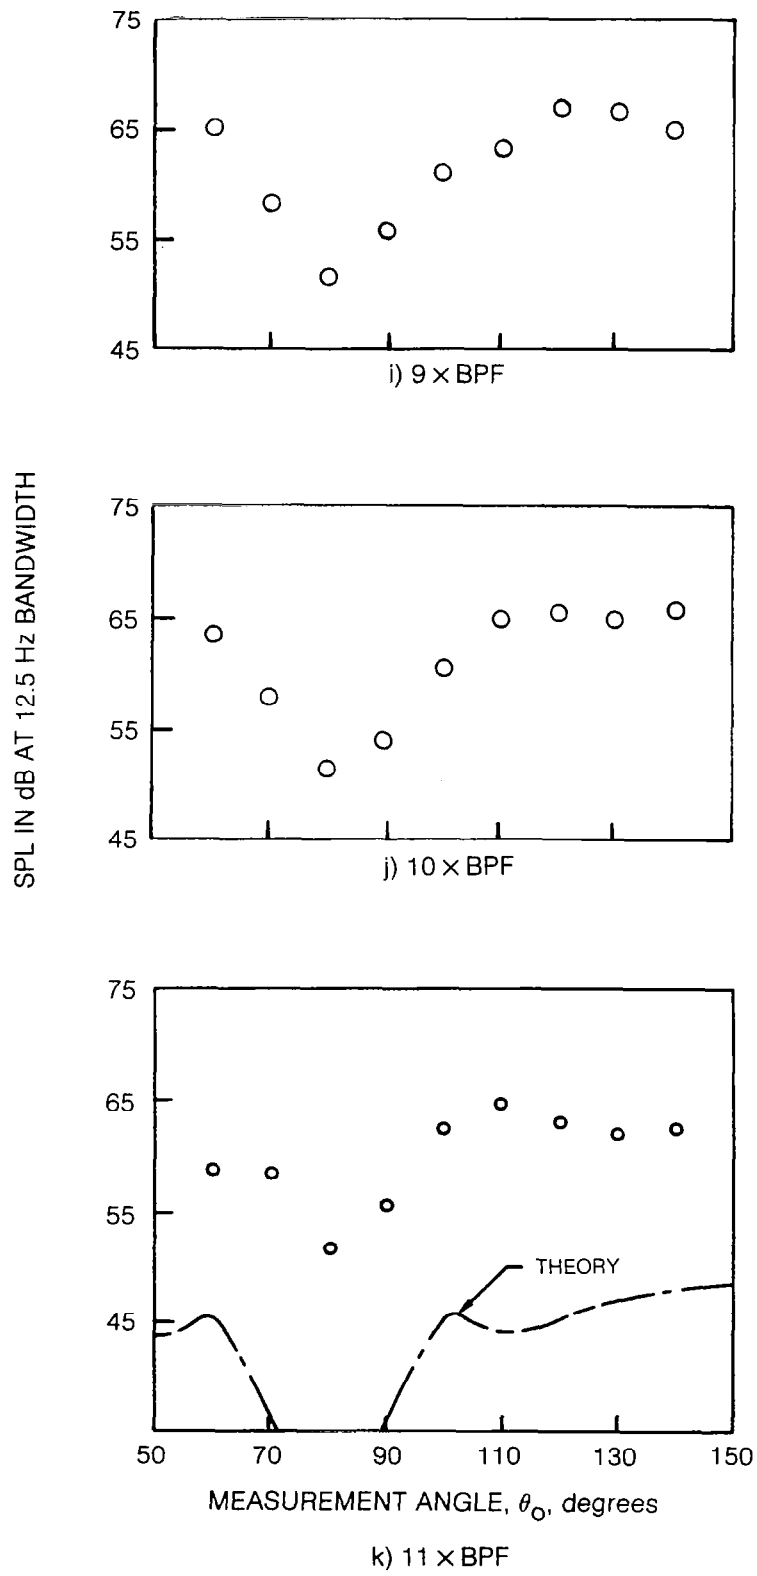 75
65
55
45
i) 9 × BPF
SPL IN dB AT 12.5 Hz BANDWIDTH
75
65
55
45
j) 10 × BPF
75
65
55
45
THEORY
50 70 90 110 130 150
MEASUREMENT ANGLE, θo, degrees
k) 11 × BPF